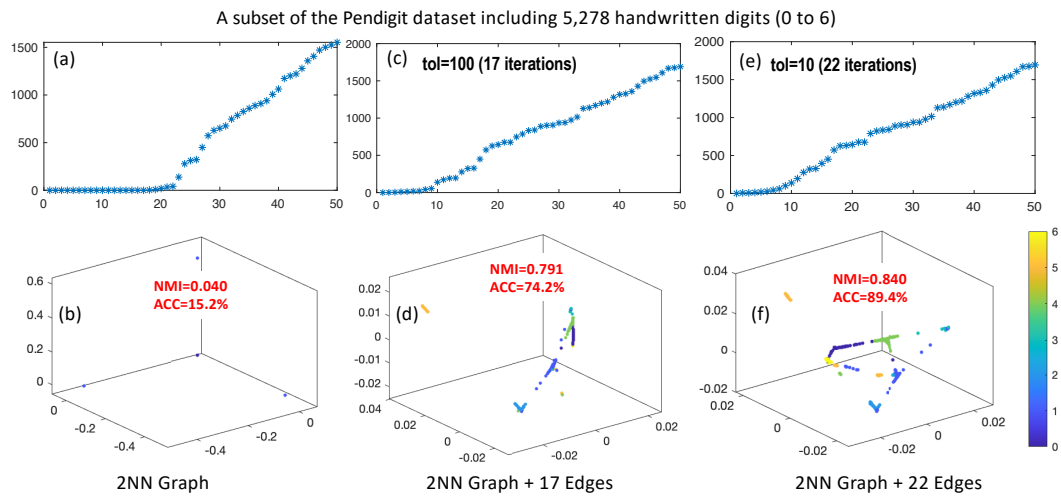 A subset of the Pendigit dataset including 5,278 handwritten digits (0 to 6)
(a)
1500
1000
500
0
0 10 20 30 40 50
(c)
tol=100 (17 iterations)
2000
1500
1000
500
0
0 10 20 30 40 50
(e)
tol=10 (22 iterations)
2000
1500
1000
500
0
0 10 20 30 40 50
(b)
NMI=0.040
ACC=15.2%
0.6
0.4
0.2
0
0 -0.2 -0.4
-0.4 -0.2 0
2NN Graph
(d)
NMI=0.791
ACC=74.2%
0.02
0.01
0
-0.01
-0.02
0.04 0.02 0 -0.02
0 0.02
2NN Graph + 17 Edges
(f)
NMI=0.840
ACC=89.4%
0.04
0.02
0
-0.02
0.02 0 -0.02
0 0.02
2NN Graph + 22 Edges
6
5
4
3
2
1
0